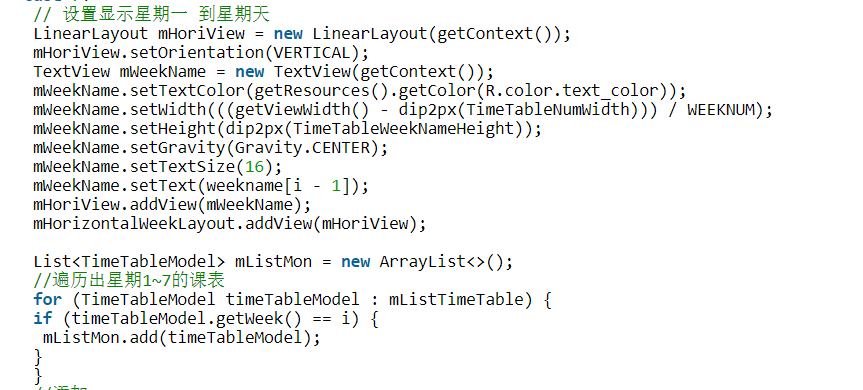 // 设置显示星期一 到星期天
LinearLayout mHoriView = new LinearLayout(getContext());
mHoriView.setOrientation(VERTICAL);
TextView mWeekName = new TextView(getContext());
mWeekName.setTextColor(getResources().getColor(R.color.text_color));
mWeekName.setWidth(((getViewWidth() - dip2px(TimeTableNumWidth))) / WEEKNUM);
mWeekName.setHeight(dip2px(TimeTableWeekNameHeight));
mWeekName.setGravity(Gravity.CENTER);
mWeekName.setTextSize(16);
mWeekName.setText(weekname[i - 1]);
mHoriView.addView(mWeekName);
mHorizontalWeekLayout.addView(mHoriView);
List<TimeTableModel> mListMon = new ArrayList<>();
//遍历出星期1~7的课表
for (TimeTableModel timeTableModel : mListTimeTable) {
if (timeTableModel.getWeek() == i) {
mListMon.add(timeTableModel);
}
}